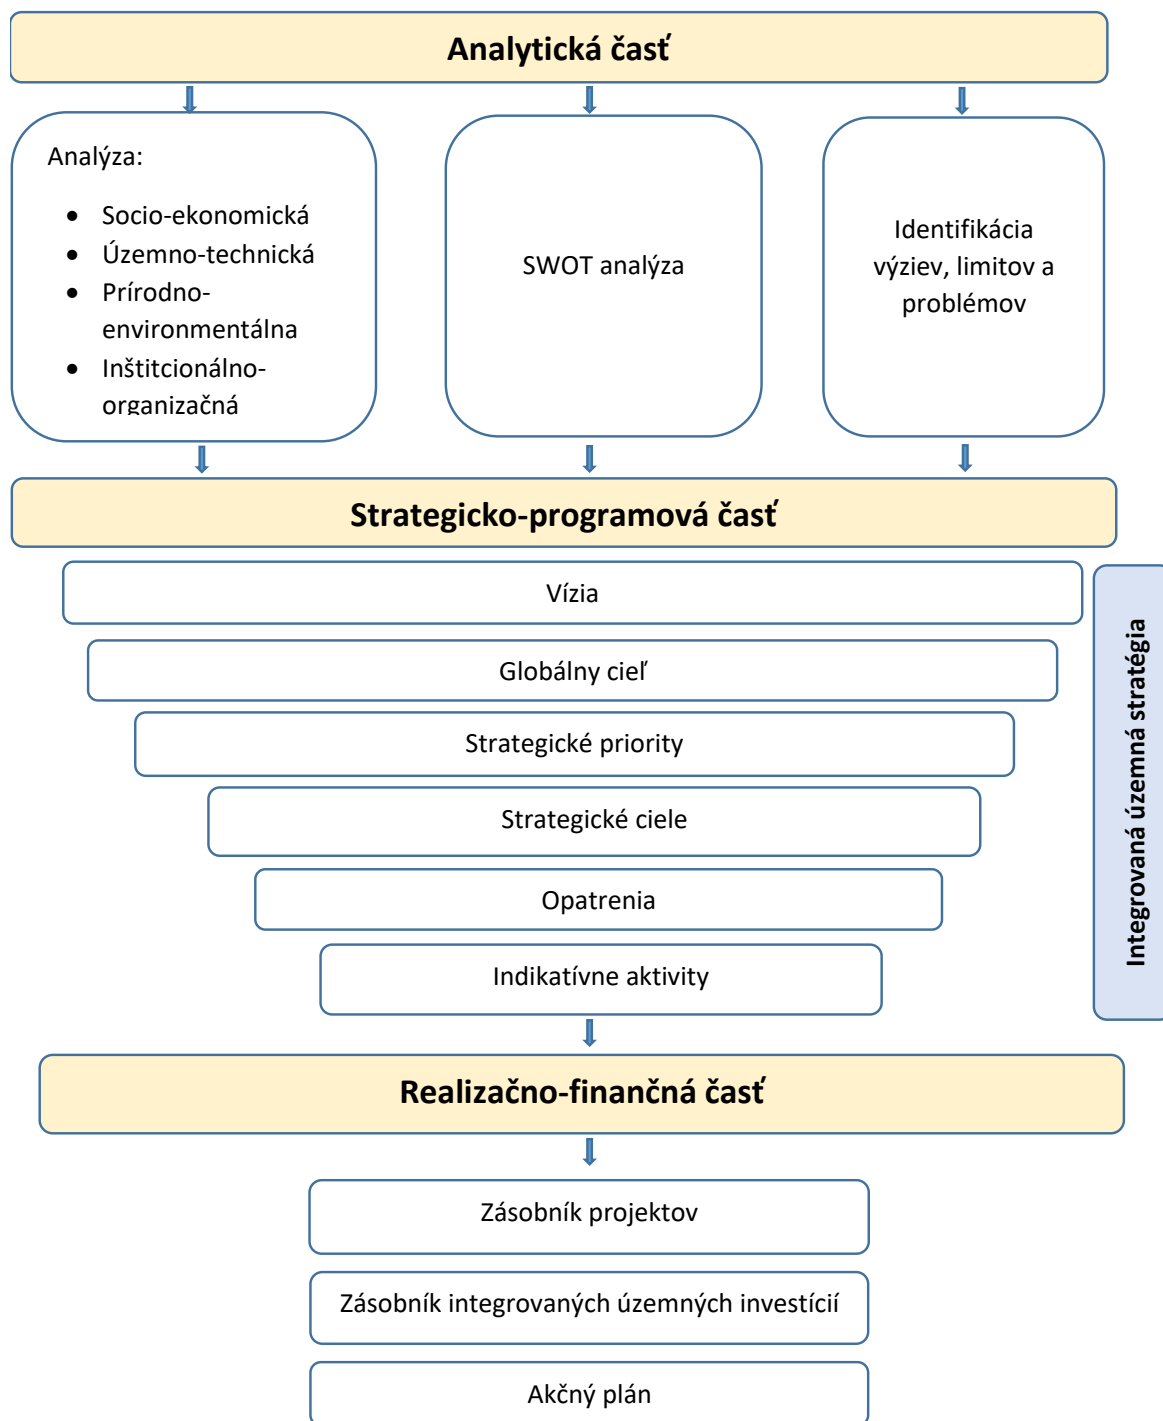 Analytická časť
Analýza:
• Socio-ekonomická
• Územno-technická
• Prírodno-
environmentálna
• Inštitcionálno-
organizačná
SWOT analýza
Identifikácia
výziev, limitov a
problémov
Strategicko-programová časť
Vízia
Globálny cieľ
Strategické priority
Strategické ciele
Opatrenia
Indikatívne aktivity
Integrovaná územná stratégia
Realizačno-finančná časť
Zásobník projektov
Zásobník integrovaných územných investícií
Akčný plán